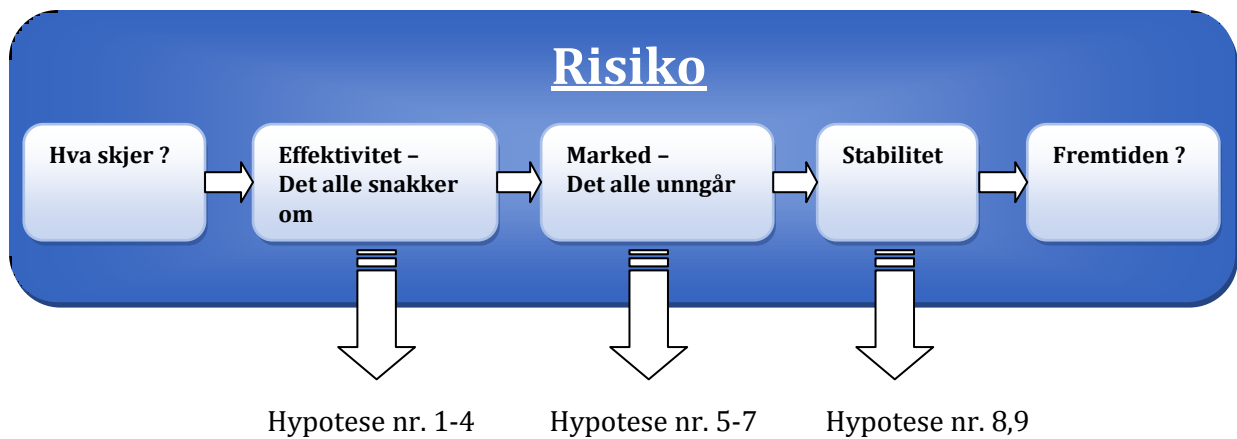 Risiko
Hva skjer ?
Effektivitet –
Det alle snakker
om
Marked –
Det alle unngår
Stabilitet
Fremtiden ?
Hypotese nr. 1-4
Hypotese nr. 5-7
Hypotese nr. 8,9